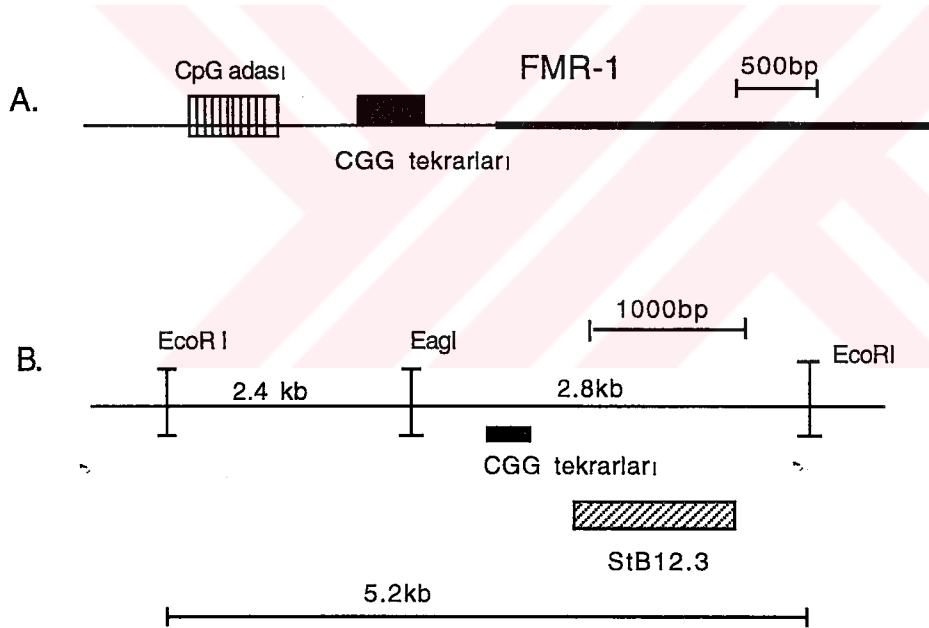 A.
CpG adası
FMR-1
500bp
CGG tekrarları
B.
EcoR I
EagI
1000bp
EcoRI
2.4 kb
2.8kb
CGG tekrarları
StB12.3
5.2kb